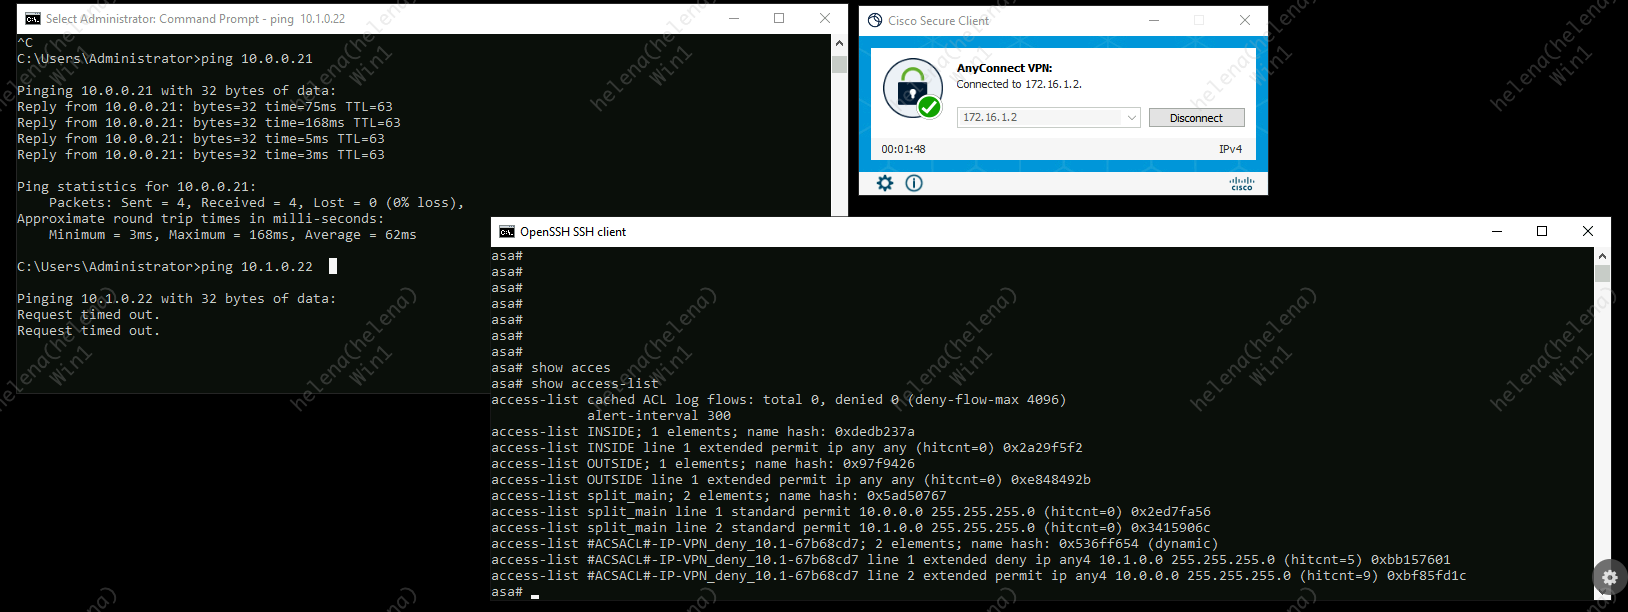 Select Administrator: Command Prompt - ping  10.1.0.22
^C
C:\Users\Administrator>ping 10.0.0.21
Pinging 10.0.0.21 with 32 bytes of data:
Reply from 10.0.0.21: bytes=32 time=75ms TTL=63
Reply from 10.0.0.21: bytes=32 time=168ms TTL=63
Reply from 10.0.0.21: bytes=32 time=5ms TTL=63
Reply from 10.0.0.21: bytes=32 time=3ms TTL=63
Ping statistics for 10.0.0.21:
    Packets: Sent = 4, Received = 4, Lost = 0 (0% loss),
Approximate round trip times in milli-seconds:
    Minimum = 3ms, Maximum = 168ms, Average = 62ms
C:\Users\Administrator>ping 10.1.0.22
Pinging 10.1.0.22 with 32 bytes of data:
Request timed out.
Request timed out.
Cisco Secure Client
AnyConnect VPN:
Connected to 172.16.1.2.
172.16.1.2
Disconnect
00:01:48
IPv4
CISCO
OpenSSH SSH client
asa#
asa#
asa#
asa#
asa#
asa#
asa#
asa# show acces
asa# show access-list
access-list cached ACL log flows: total 0, denied 0 (deny-flow-max 4096)
            alert-interval 300
access-list INSIDE; 1 elements; name hash: 0xdedb237a
access-list INSIDE line 1 extended permit ip any any (hitcnt=0) 0x2a29f5f2
access-list OUTSIDE; 1 elements; name hash: 0x97f9426
access-list OUTSIDE line 1 extended permit ip any any (hitcnt=0) 0xe848492b
access-list split_main; 2 elements; name hash: 0x5ad50767
access-list split_main line 1 standard permit 10.0.0.0 255.255.255.0 (hitcnt=0) 0x2ed7fa56
access-list split_main line 2 standard permit 10.1.0.0 255.255.255.0 (hitcnt=0) 0x3415906c
access-list #ACSACL#-IP-VPN_deny_10.1-67b68cd7; 2 elements; name hash: 0x536ff654 (dynamic)
access-list #ACSACL#-IP-VPN_deny_10.1-67b68cd7 line 1 extended deny ip any4 10.1.0.0 255.255.255.0 (hitcnt=5) 0xbb157601
access-list #ACSACL#-IP-VPN_deny_10.1-67b68cd7 line 2 extended permit ip any4 10.0.0.0 255.255.255.0 (hitcnt=9) 0xbf85fd1c
asa#
helena(helena)
Win1